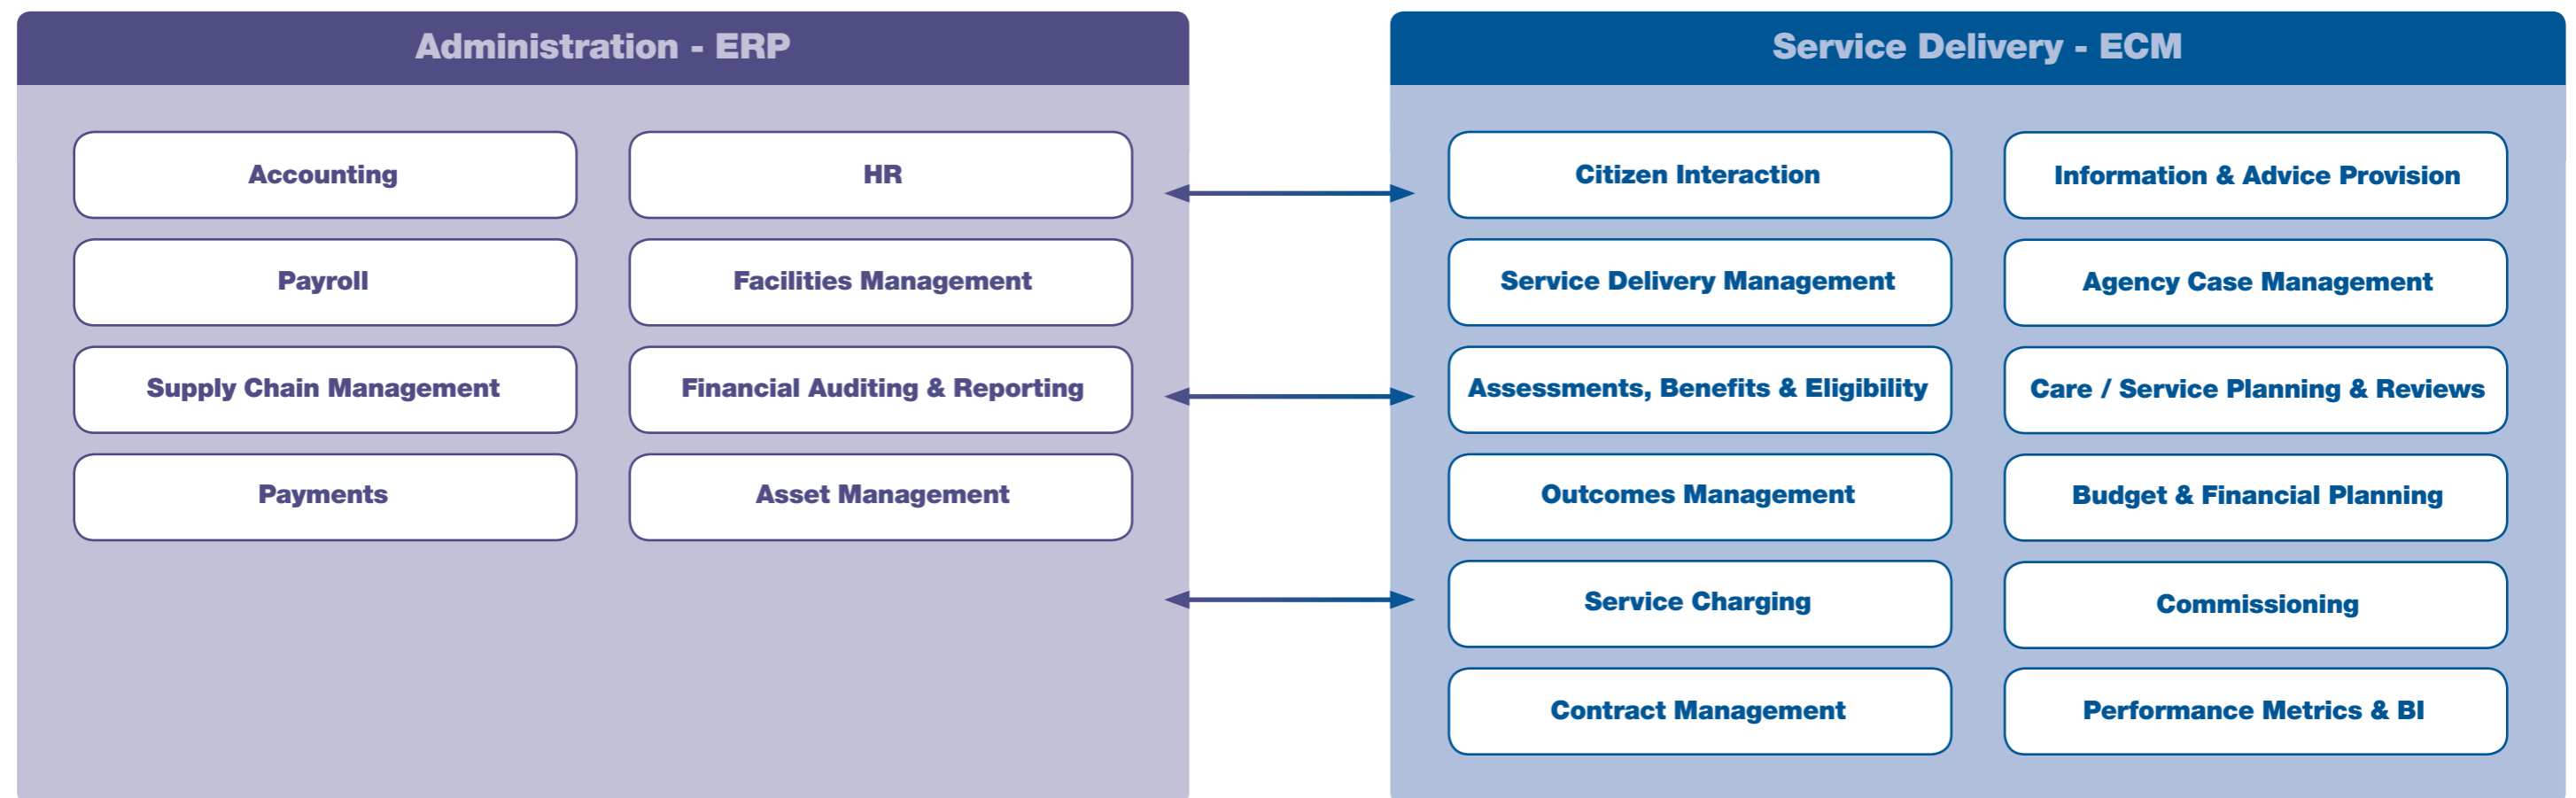 Administration - ERP
Accounting
HR
Payroll
Facilities Management
Supply Chain Management
Financial Auditing & Reporting
Payments
Asset Management
Service Delivery - ECM
Citizen Interaction
Information & Advice Provision
Service Delivery Management
Agency Case Management
Assessments, Benefits & Eligibility
Care / Service Planning & Reviews
Outcomes Management
Budget & Financial Planning
Service Charging
Commissioning
Contract Management
Performance Metrics & BI